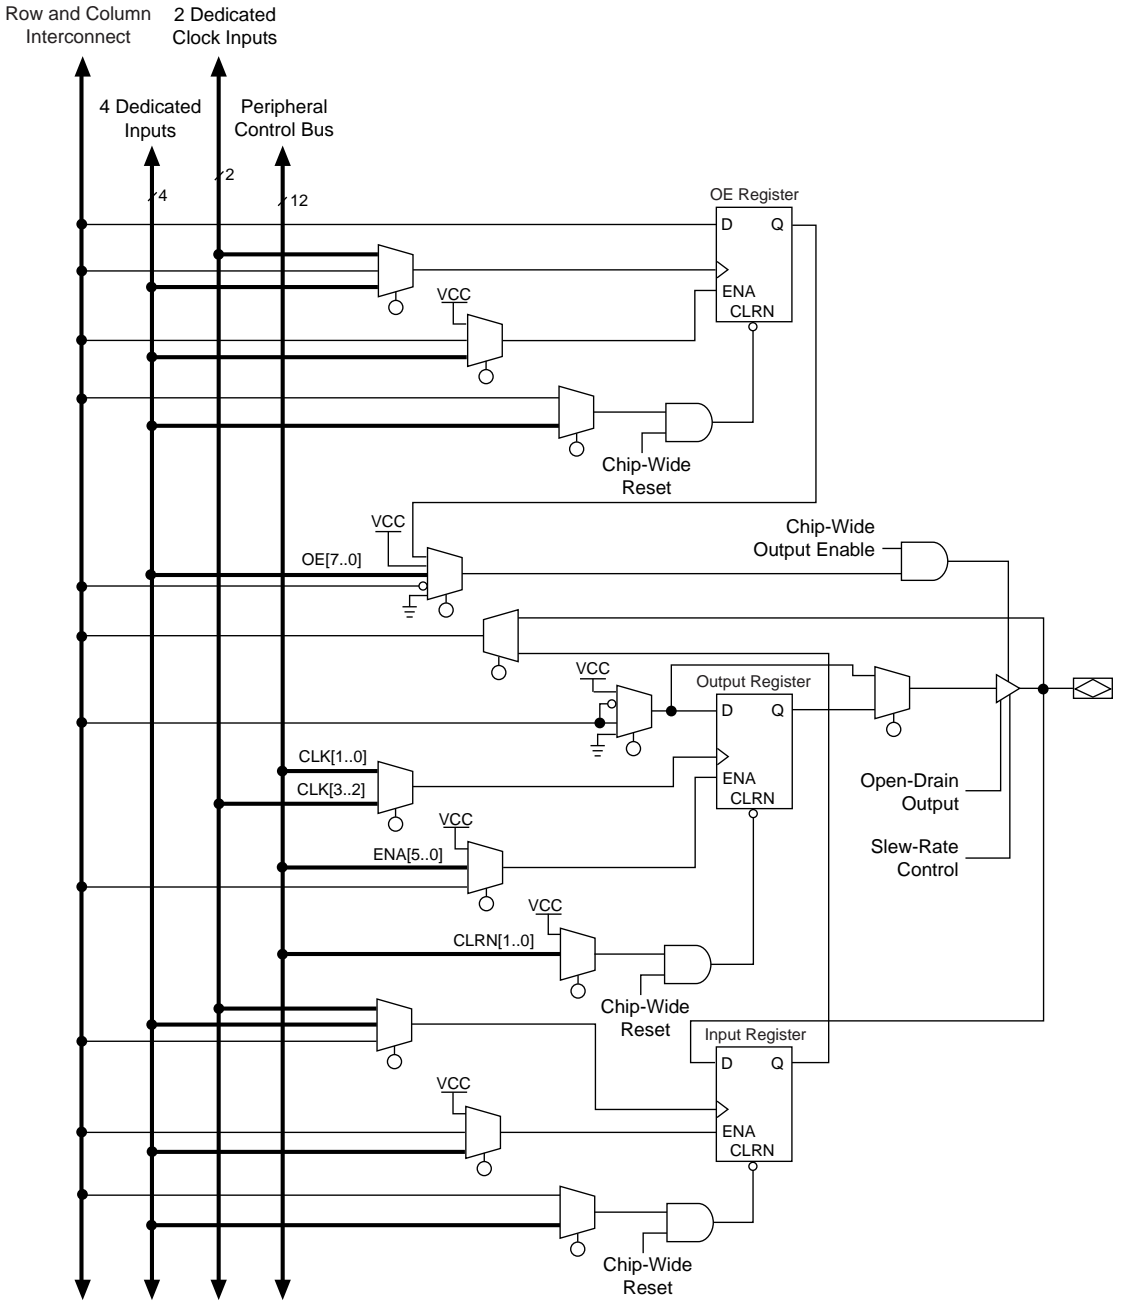 Row and Column
Interconnect
2 Dedicated
Clock Inputs
4 Dedicated
Inputs
Peripheral
Control Bus
2
4
12
OE Register
D Q
ENA
CLRN
VCC
Chip-Wide
Reset
VCC
OE[7..0]
Chip-Wide
Output Enable
VCC
Output Register
D Q
ENA
CLRN
CLK[1..0]
CLK[3..2]
Open-Drain
Output
VCC
ENA[5..0]
Slew-Rate
Control
VCC
CLRN[1..0]
Chip-Wide
Reset
Input Register
D Q
ENA
CLRN
VCC
Chip-Wide
Reset